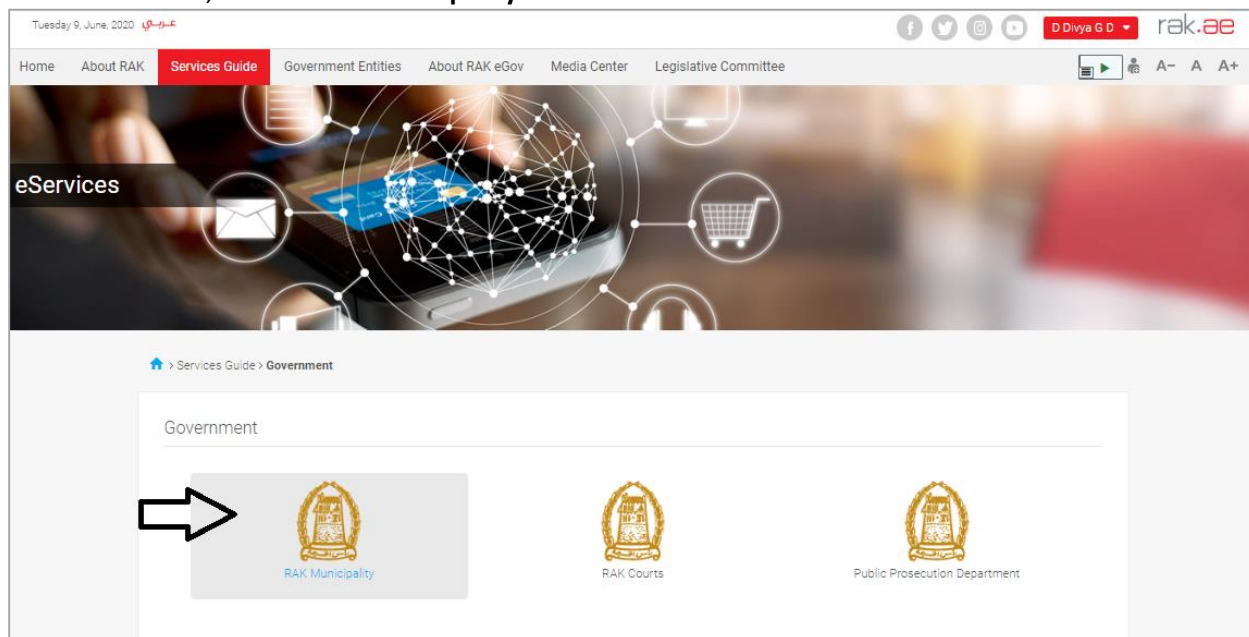 Tuesday 9, June, 2020 عـربـي
D Divya G D
rak.ae
Home About RAK Services Guide Government Entities About RAK eGov Media Center Legislative Committee
A- A A+
eServices
> Services Guide > Government
Government
RAK Municipality
RAK Courts
Public Prosecution Department